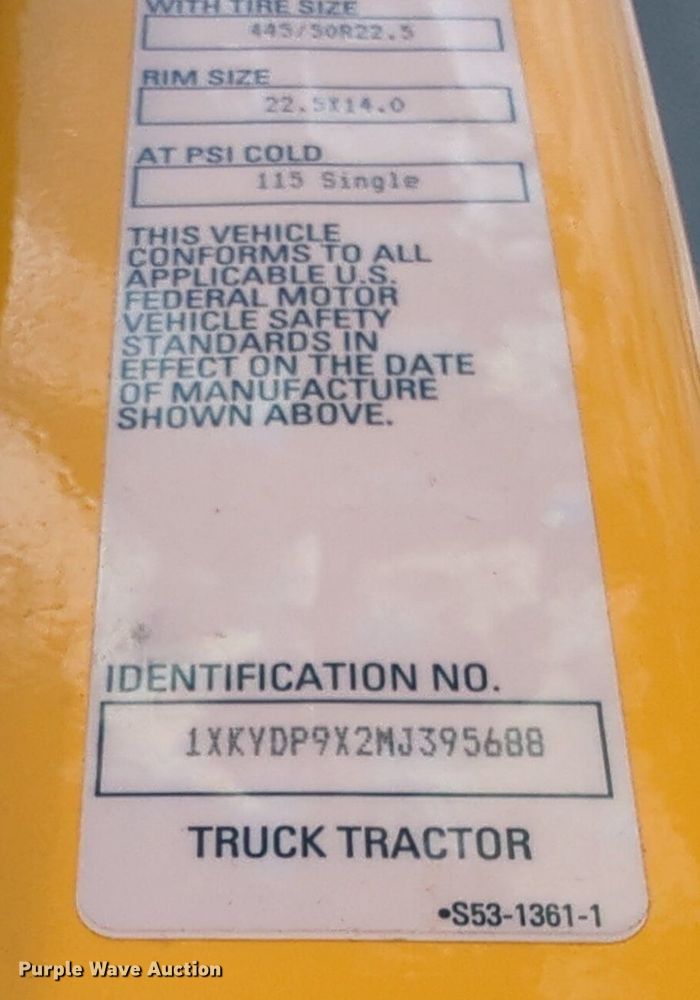 WITH TIRE SIZE
445/50R22.5
RIM SIZE
22.5X14.0
AT PSI COLD
115 Single
THIS VEHICLE
CONFORMS TO ALL
APPLICABLE U.S.
FEDERAL MOTOR
VEHICLE SAFETY
STANDARDS IN
EFFECT ON THE DATE
OF MANUFACTURE
SHOWN ABOVE.
IDENTIFICATION NO.
1XKYDP9X2MJ395688
TRUCK TRACTOR
•S53-1361-1
Purple Wave Auction